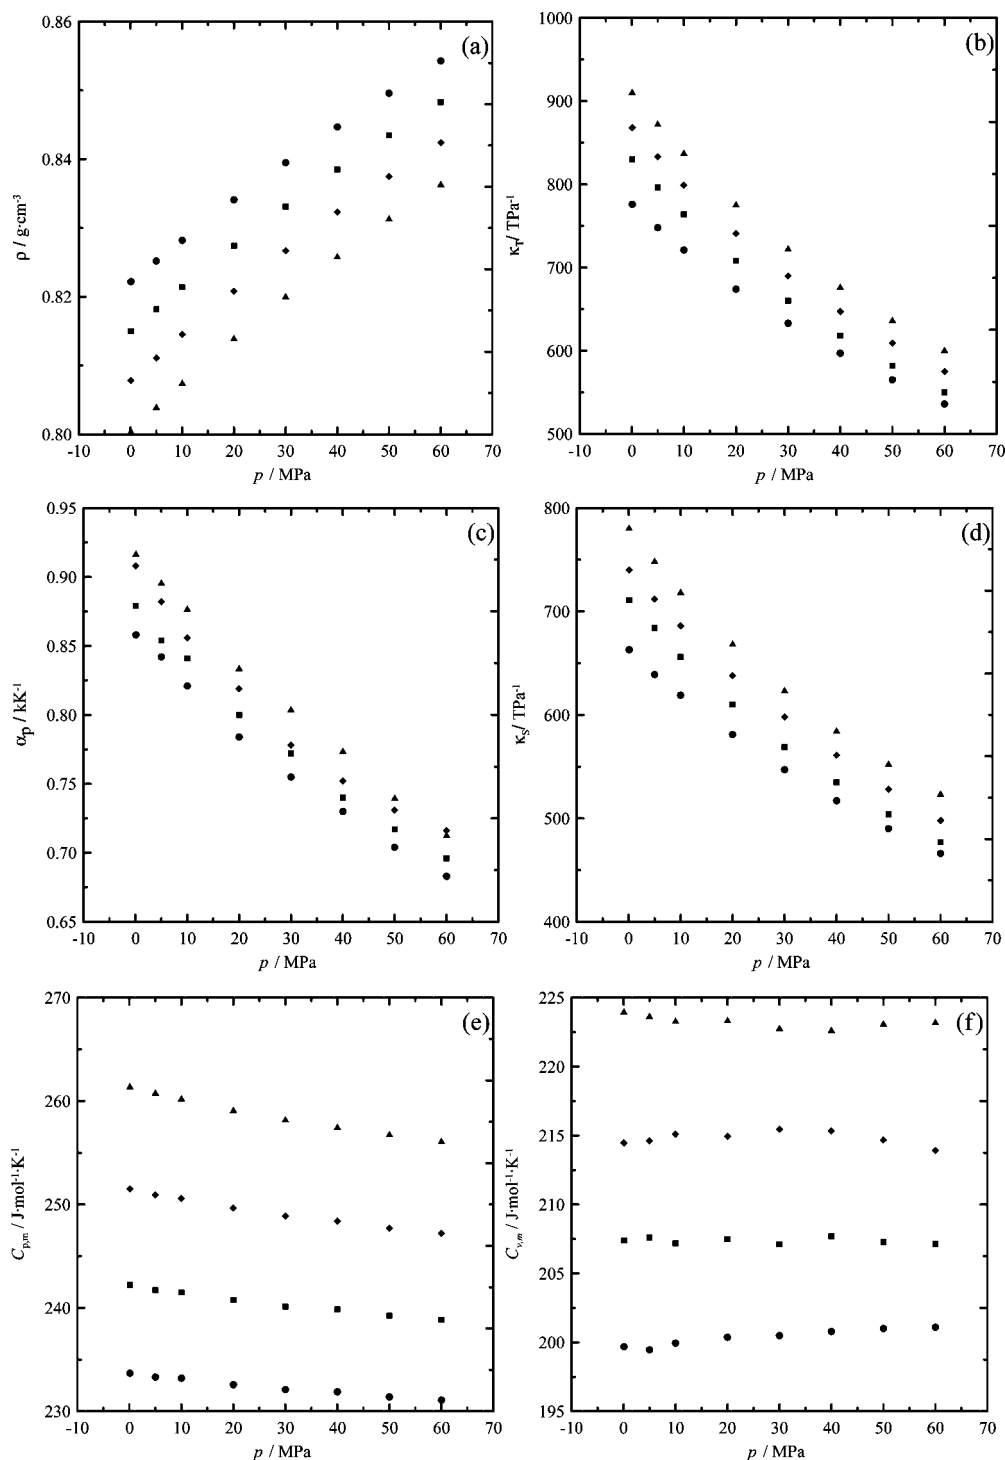 (a)
0.86
0.84
0.82
0.80
ρ / g·cm⁻³
-10 0 10 20 30 40 50 60 70
p / MPa
(b)
1000
900
800
700
600
500
κT/ TPa⁻¹
-10 0 10 20 30 40 50 60 70
p / MPa
(c)
0.95
0.90
0.85
0.80
0.75
0.70
0.65
αp / kK⁻¹
-10 0 10 20 30 40 50 60 70
p / MPa
(d)
800
700
600
500
400
κS/ TPa⁻¹
-10 0 10 20 30 40 50 60 70
p / MPa
(e)
270
260
250
240
230
Cp,m / J·mol⁻¹·K⁻¹
-10 0 10 20 30 40 50 60 70
p / MPa
(f)
225
220
215
210
205
200
195
Cv,m / J·mol⁻¹·K⁻¹
-10 0 10 20 30 40 50 60 70
p / MPa